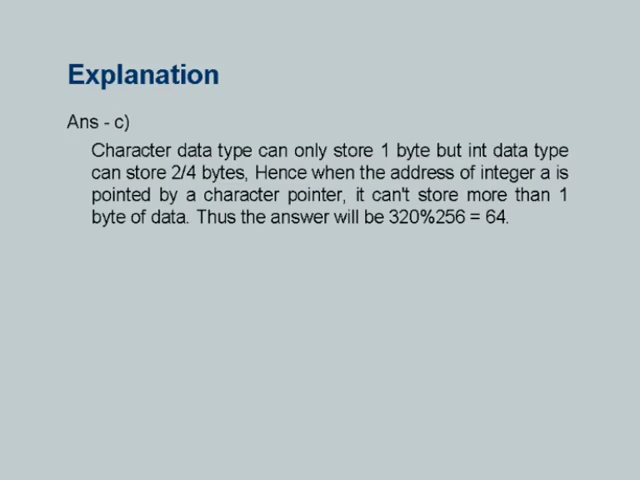 Explanation
Ans - c)
Character data type can only store 1 byte but int data type
can store 2/4 bytes, Hence when the address of integer a is
pointed by a character pointer, it can't store more than 1
byte of data. Thus the answer will be 320%256 = 64.